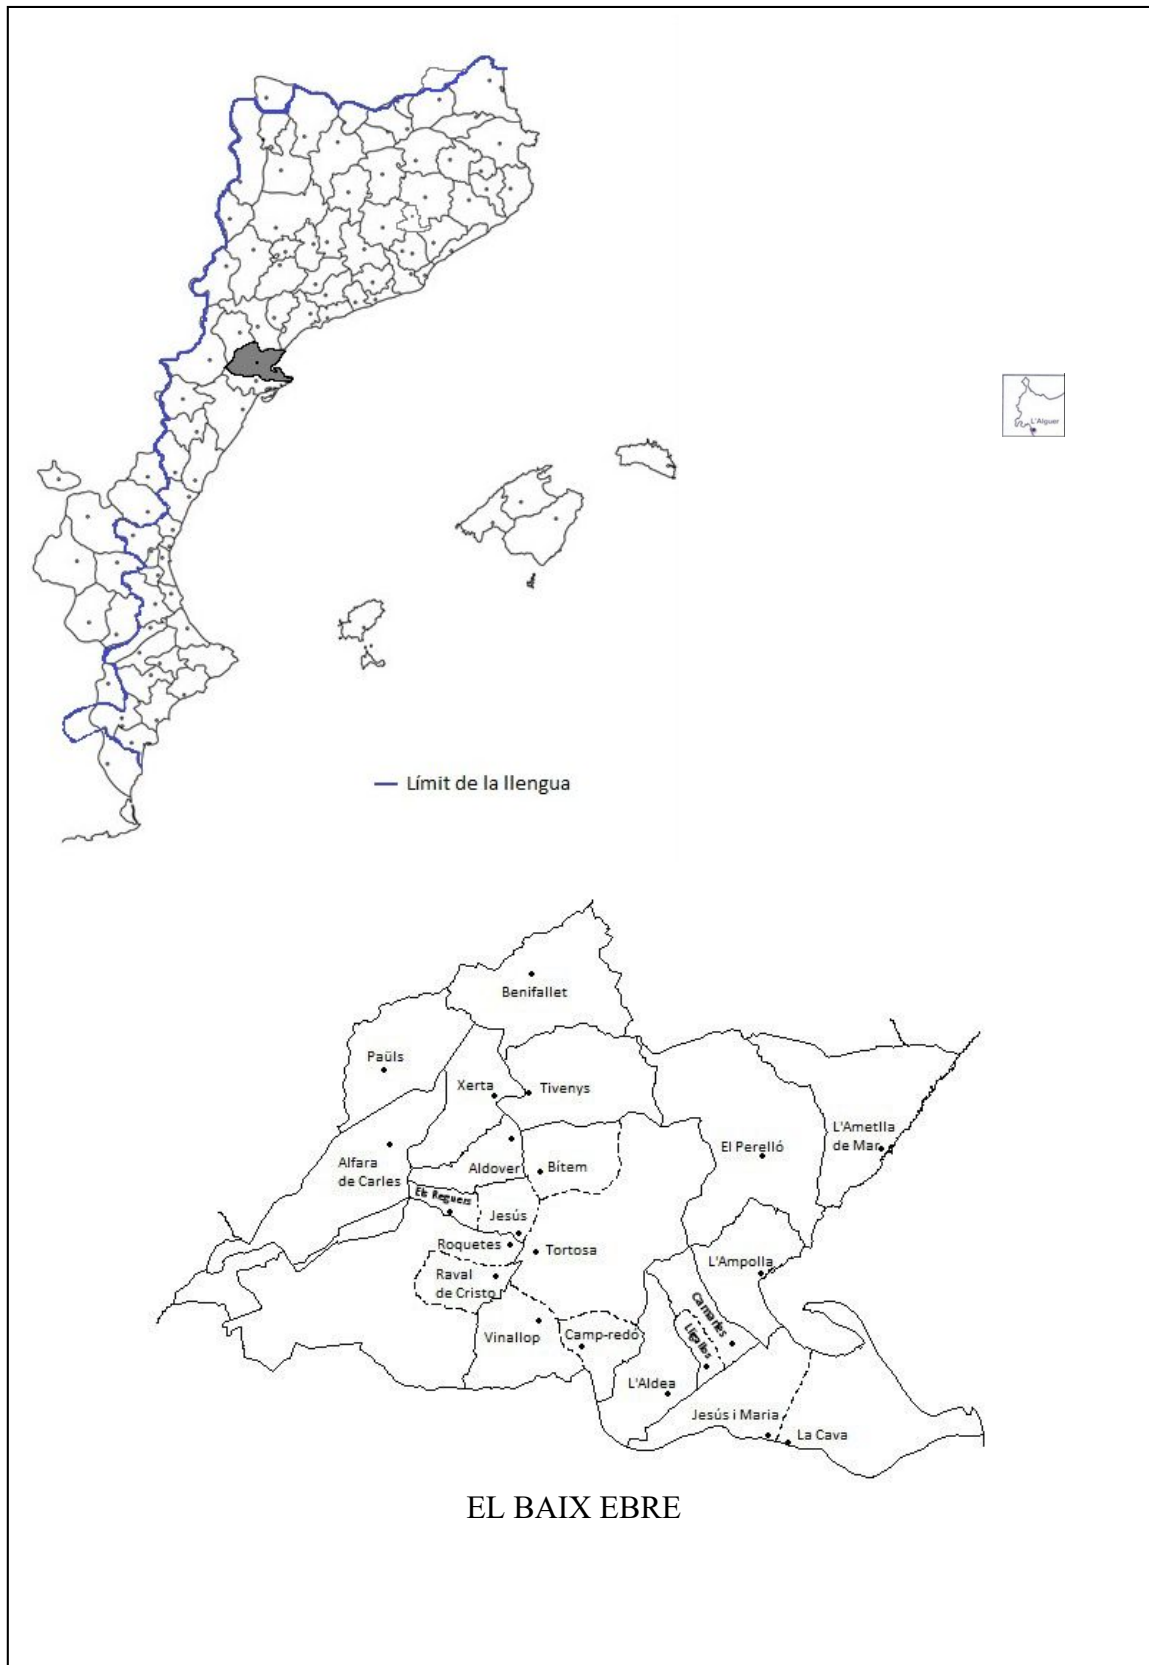 L'Alguer
Límit de la llengua
Benifallet
Paüls
Xerta
Tivenys
L'Ametlla
de Mar
El Perelló
Alfara
de Carles
Aldover
Bítem
Els Reguers
Jesús
Roquetes
Tortosa
L'Ampolla
Raval
de Cristo
Camarles
Lligallos
Vinallop
Camp-redó
L'Aldea
Jesús i Maria
La Cava
EL BAIX EBRE